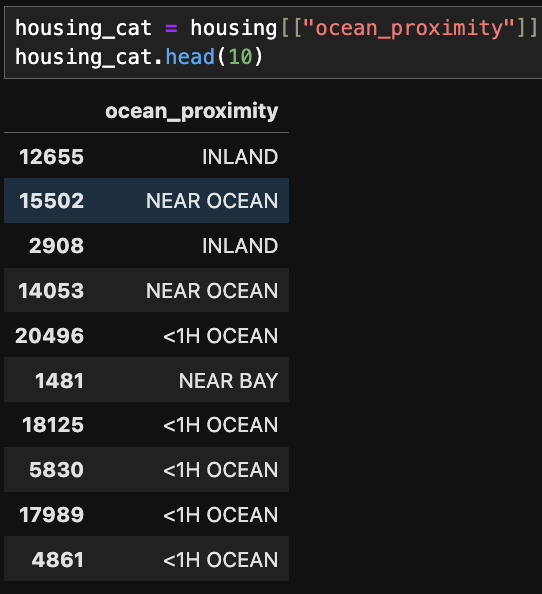 housing_cat = housing[["ocean_proximity"]]
housing_cat.head(10)
ocean_proximity
12655 INLAND
15502 NEAR OCEAN
2908 INLAND
14053 NEAR OCEAN
20496 <1H OCEAN
1481 NEAR BAY
18125 <1H OCEAN
5830 <1H OCEAN
17989 <1H OCEAN
4861 <1H OCEAN